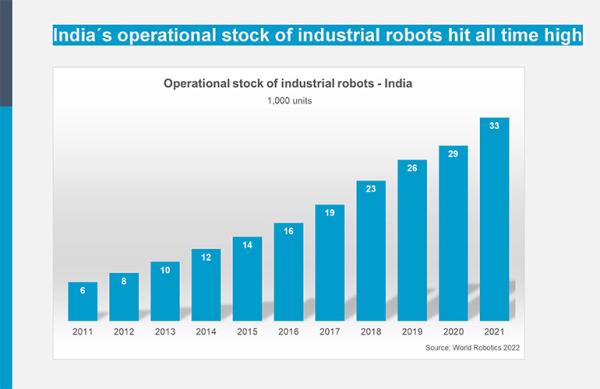 India´s operational stock of industrial robots hit all time high
Operational stock of industrial robots - India
1,000 units
6
8
10
12
14
16
19
23
26
29
33
2011 2012 2013 2014 2015 2016 2017 2018 2019 2020 2021
Source: World Robotics 2022